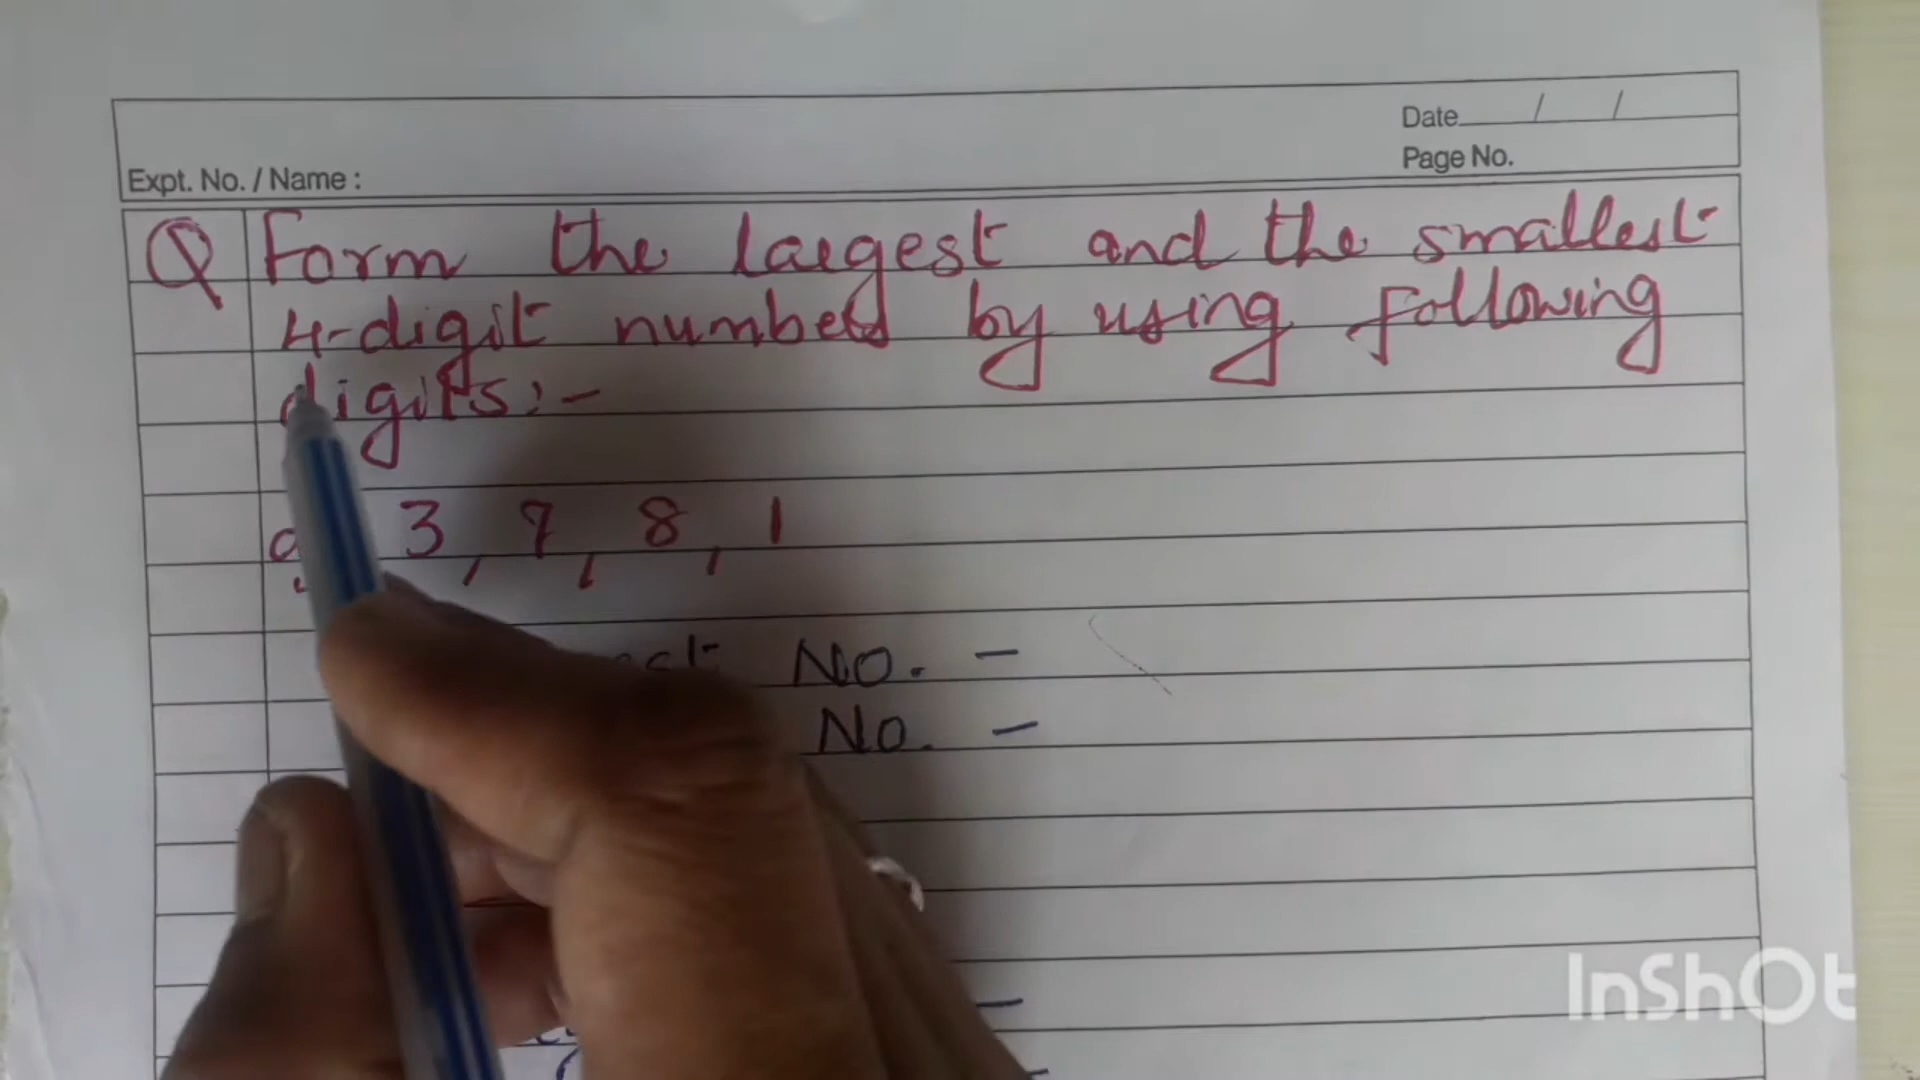 Date / /
Page No.
Expt. No. / Name :
Q Form the largest and the smallest
4-digit number by using following
digits:-
3, 7, 8, 1
No. -
No. -
-
-
InShOt